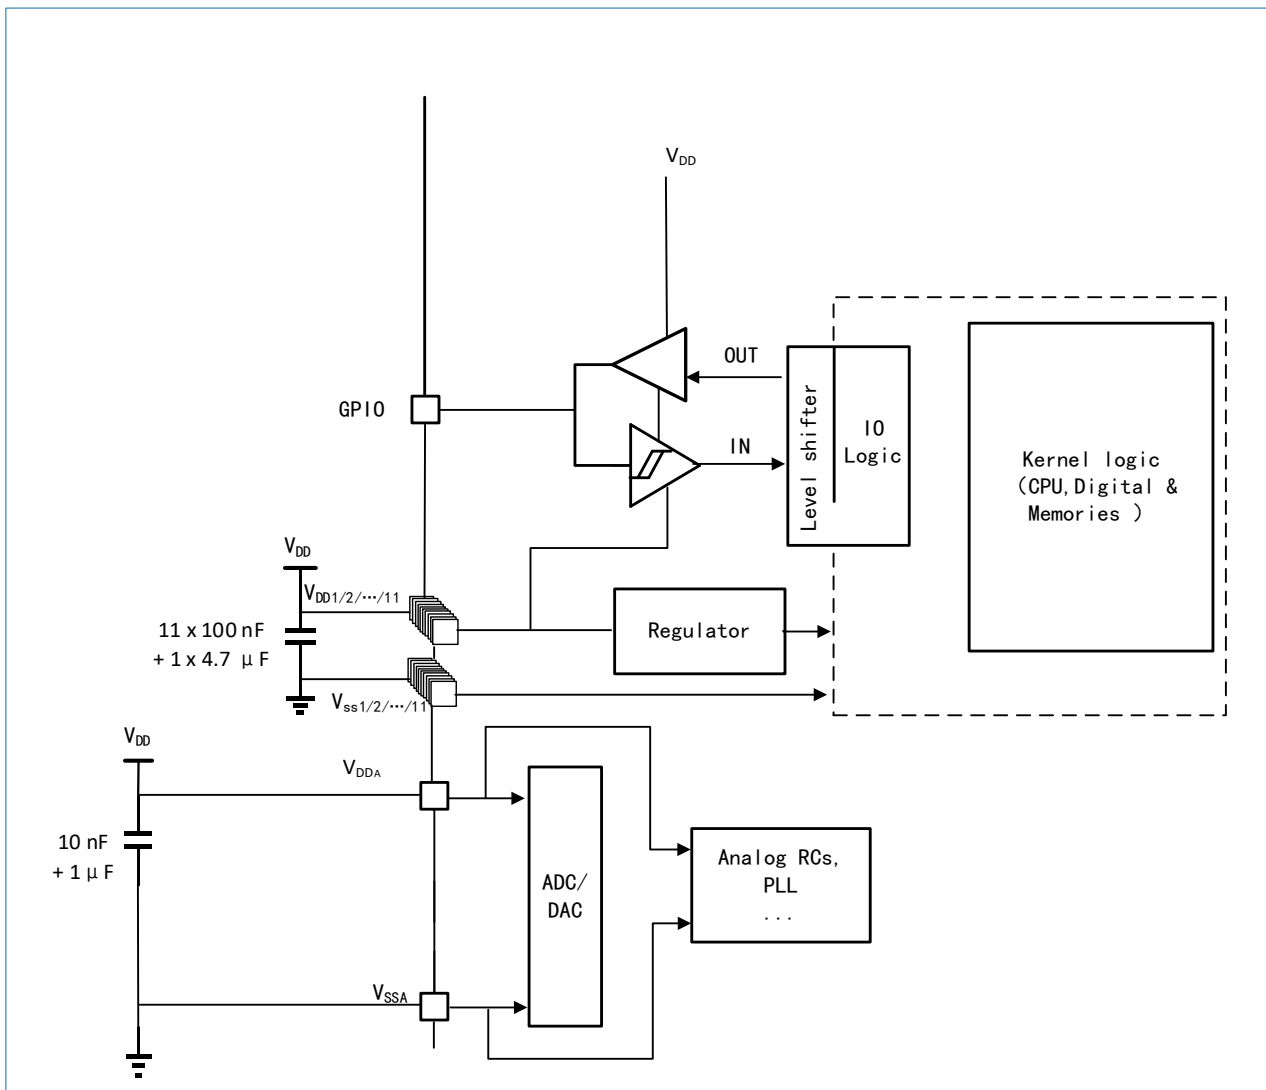 VDD
OUT
GPIO
Level shifter
IO
Logic
IN
Kernel logic
(CPU,Digital &
Memories )
VDD
VDD1/2/…/11
11 x 100 nF
+ 1 x 4.7 μF
Regulator
Vss1/2/…/11
VDD
VDDA
10 nF
+ 1 μF
ADC/
DAC
Analog RCs,
PLL
...
VSSA